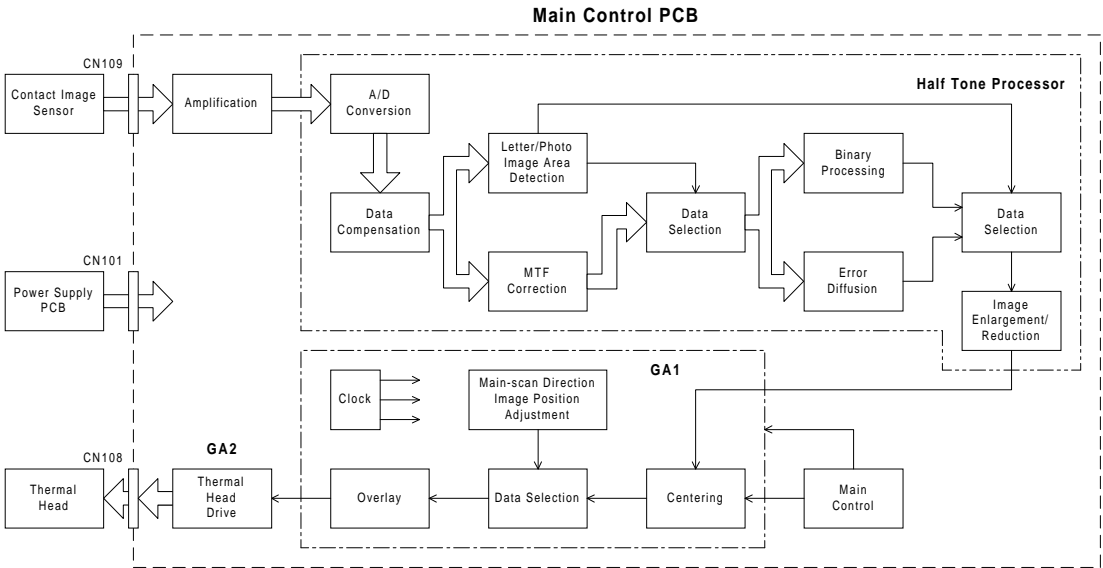 Main Control PCB
CN109
Contact Image
Sensor
Amplification
A/D
Conversion
Half Tone Processor
Letter/Photo
Image Area
Detection
Binary
Processing
Data
Compensation
Data
Selection
Data
Selection
MTF
Correction
Error
Diffusion
CN101
Power Supply
PCB
Image
Enlargement/
Reduction
GA1
Clock
Main-scan Direction
Image Position
Adjustment
CN108
GA2
Thermal
Head
Thermal
Head
Drive
Overlay
Data Selection
Centering
Main
Control